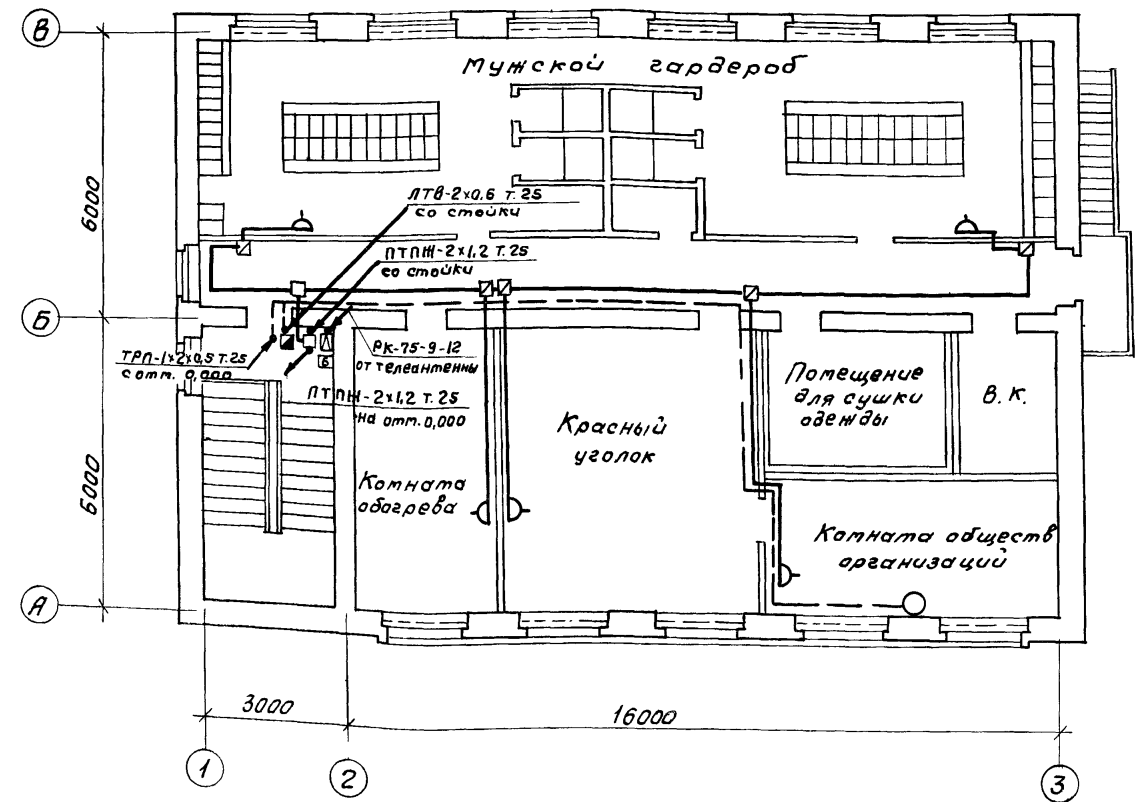 В
Мужской гардероб
6000
ЛТВ-2х0,6 т.25
со стойки
ПТПЖ-2х1,2 т.25
со стойки
Б
ТРП-1х2х0,5 т.25
с отм. 0,000
РК-75-9-12
от телеантенны
Б
ПТПЖ-2х1,2 т.25
на отм. 0,000
Помещение
для сушки
одежды
В.К.
Красный
уголок
6000
Комната
обогрева
Комната обществ
организаций
А
3000
16000
1
2
3